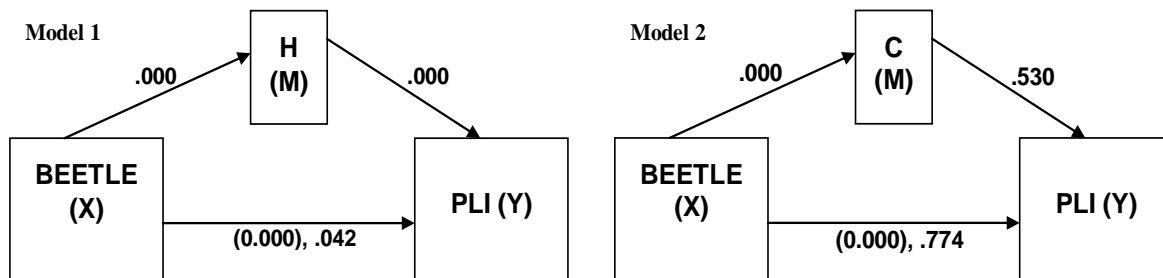 Model 1
H
(M)
.000
.000
BEETLE
(X)
PLI (Y)
(0.000), .042
Model 2
C
(M)
.000
.530
BEETLE
(X)
PLI (Y)
(0.000), .774